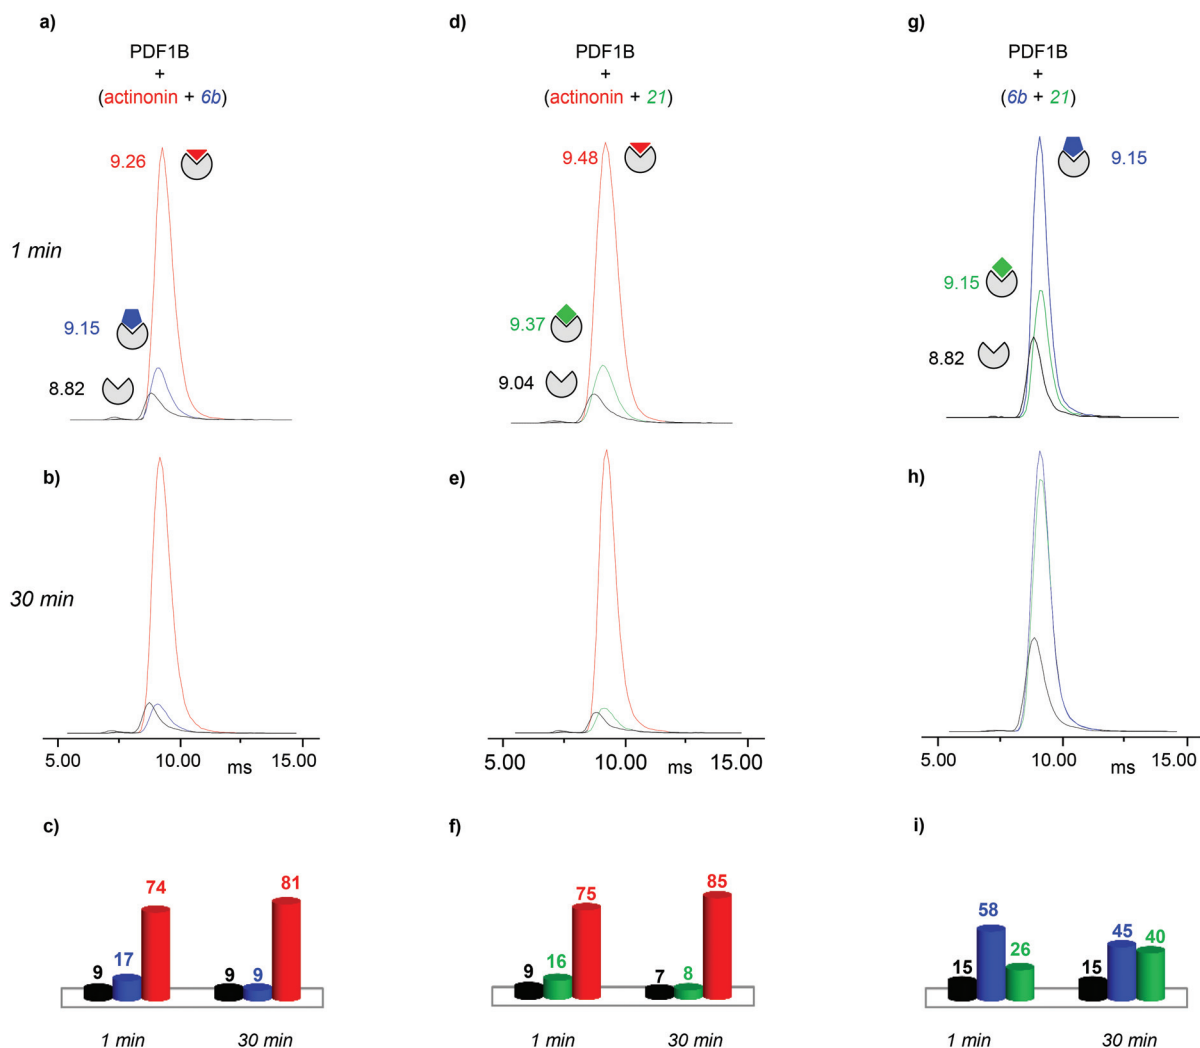 a)
PDF1B
+
(actinonin + 6b)
d)
PDF1B
+
(actinonin + 21)
g)
PDF1B
+
(6b + 21)
1 min
9.26
9.15
8.82
9.48
9.37
9.04
9.15
9.15
8.82
b)
e)
h)
30 min
5.00 10.00 ms 15.00
5.00 10.00 ms 15.00
5.00 10.00 ms 15.00
c)
9 17 74 9 9 81
1 min 30 min
f)
9 16 75 7 8 85
1 min 30 min
i)
15 58 26 15 45 40
1 min 30 min